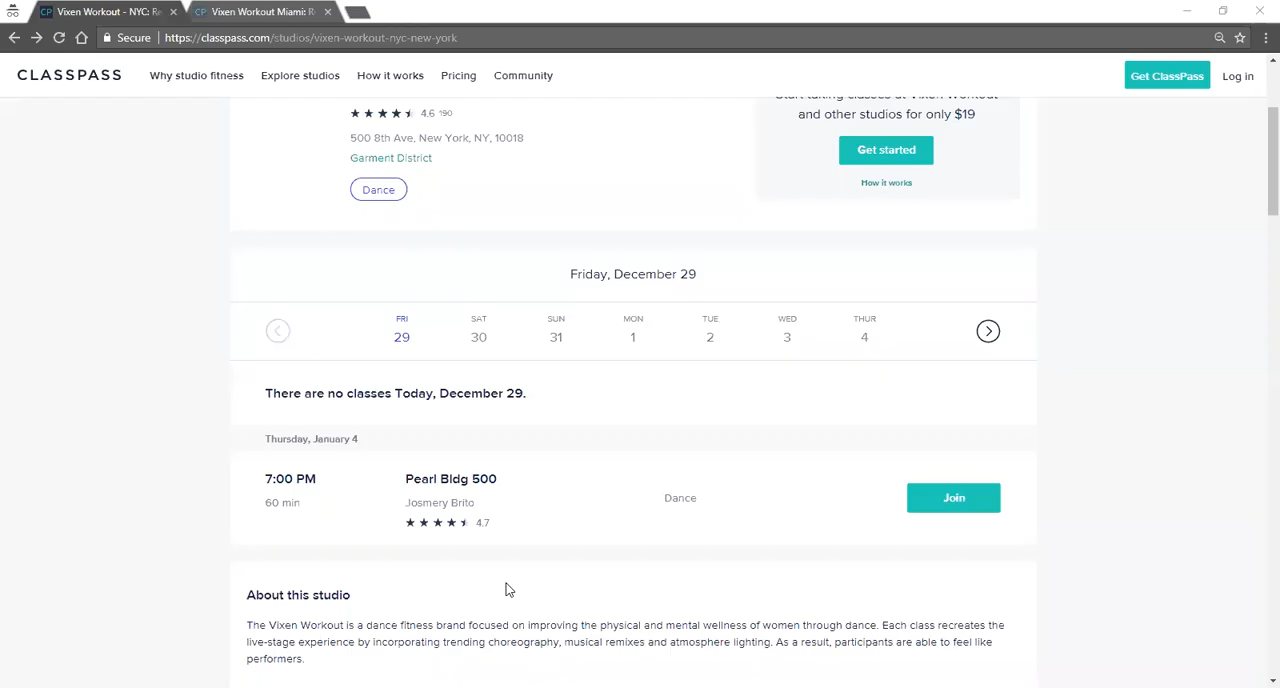 CP Vixen Workout - NYC: Re
CP Vixen Workout Miami: R
Secure | https://classpass.com/studios/vixen-workout-nyc-new-york
CLASSPASS Why studio fitness Explore studios How it works Pricing Community Get ClassPass Log in
and other studios for only $19
4.6 190
500 8th Ave, New York, NY, 10018
Garment District
Dance
Get started
How it works
Friday, December 29
FRI SAT SUN MON TUE WED THUR
29 30 31 1 2 3 4
There are no classes Today, December 29.
Thursday, January 4
7:00 PM Pearl Bldg 500
60 min Josmery Brito Dance Join
4.7
About this studio
The Vixen Workout is a dance fitness brand focused on improving the physical and mental wellness of women through dance. Each class recreates the
live-stage experience by incorporating trending choreography, musical remixes and atmosphere lighting. As a result, participants are able to feel like
performers.